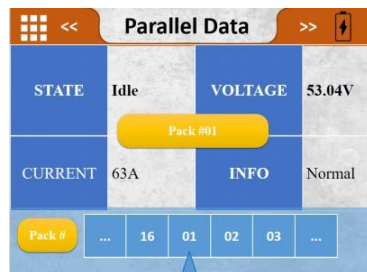 << Parallel Data >>
STATE Idle VOLTAGE 53.04V
Pack #01
CURRENT 63A INFO Normal
Pack # ... 16 01 02 03 ...